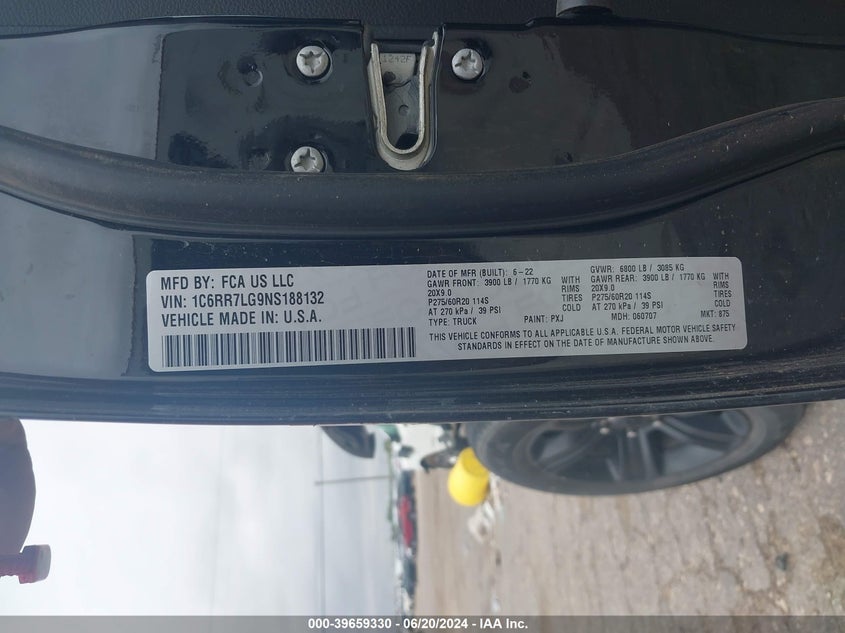 1242F
MFD BY: FCA US LLC
VIN: 1C6RR7LG9NS188132
VEHICLE MADE IN: U.S.A.
DATE OF MFR (BUILT): 6-22 GVWR: 6800 LB / 3085 KG
GAWR FRONT: 3900 LB / 1770 KG WITH GAWR REAR: 3900 LB / 1770 KG WITH
20X9.0 RIMS 20X9.0 RIMS
P275/60R20 114S TIRES P275/60R20 114S TIRES
AT 270 kPa / 39 PSI COLD AT 270 kPa / 39 PSI COLD
TYPE: TRUCK PAINT: PXJ MDH: 060707 MKT: 875
THIS VEHICLE CONFORMS TO ALL APPLICABLE U.S.A. FEDERAL MOTOR VEHICLE SAFETY
STANDARDS IN EFFECT ON THE DATE OF MANUFACTURE SHOWN ABOVE.
000-39659330 - 06/20/2024 - IAA Inc.